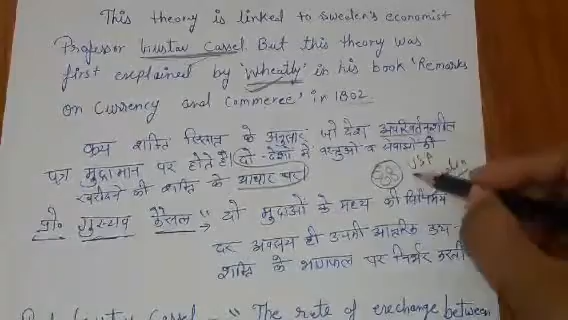 This theory is linked to Sweden's economist
Professor Gustav Cassel. But this theory was
first explained by 'Wheatly' in his book 'Remarks
on Currency and Commerce' in 1802.
क्रय शक्ति सिद्धान्त के अनुसार जो देश अपरिवर्तनशील
पत्र मुद्रामान पर होते हैं। दो देशों में वस्तुओं व सेवाओं की
खरीदने की शक्ति के आधार पर
प्रो. गुस्टाव कैसल दो मुद्राओं के मध्य की विनिमय
दर अवश्य ही उनकी आन्तरिक क्रय-
शक्ति के भागफल पर निर्भर करती
Cassel - "The rate of exchange between